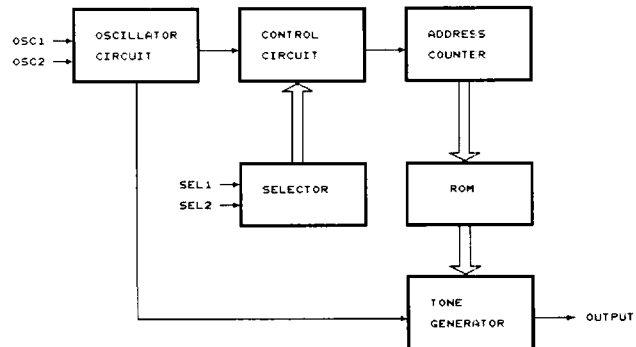 OSC1
OSC2
OSCILLATOR
CIRCUIT
CONTROL
CIRCUIT
ADDRESS
COUNTER
SEL1
SEL2
SELECTOR
ROM
TONE
GENERATOR
OUTPUT